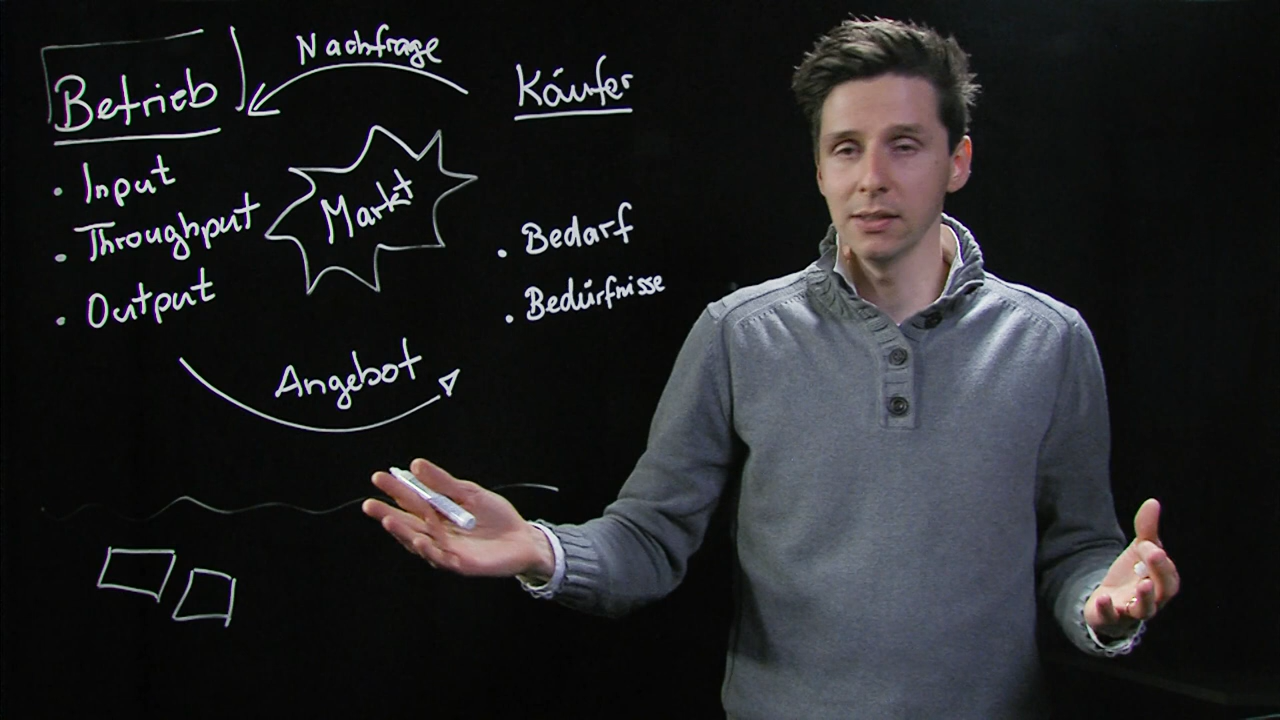 Nachfrage
Betrieb
Käufer
• Input
Markt
• Throughput
• Bedarf
• Output
• Bedürfnisse
Angebot